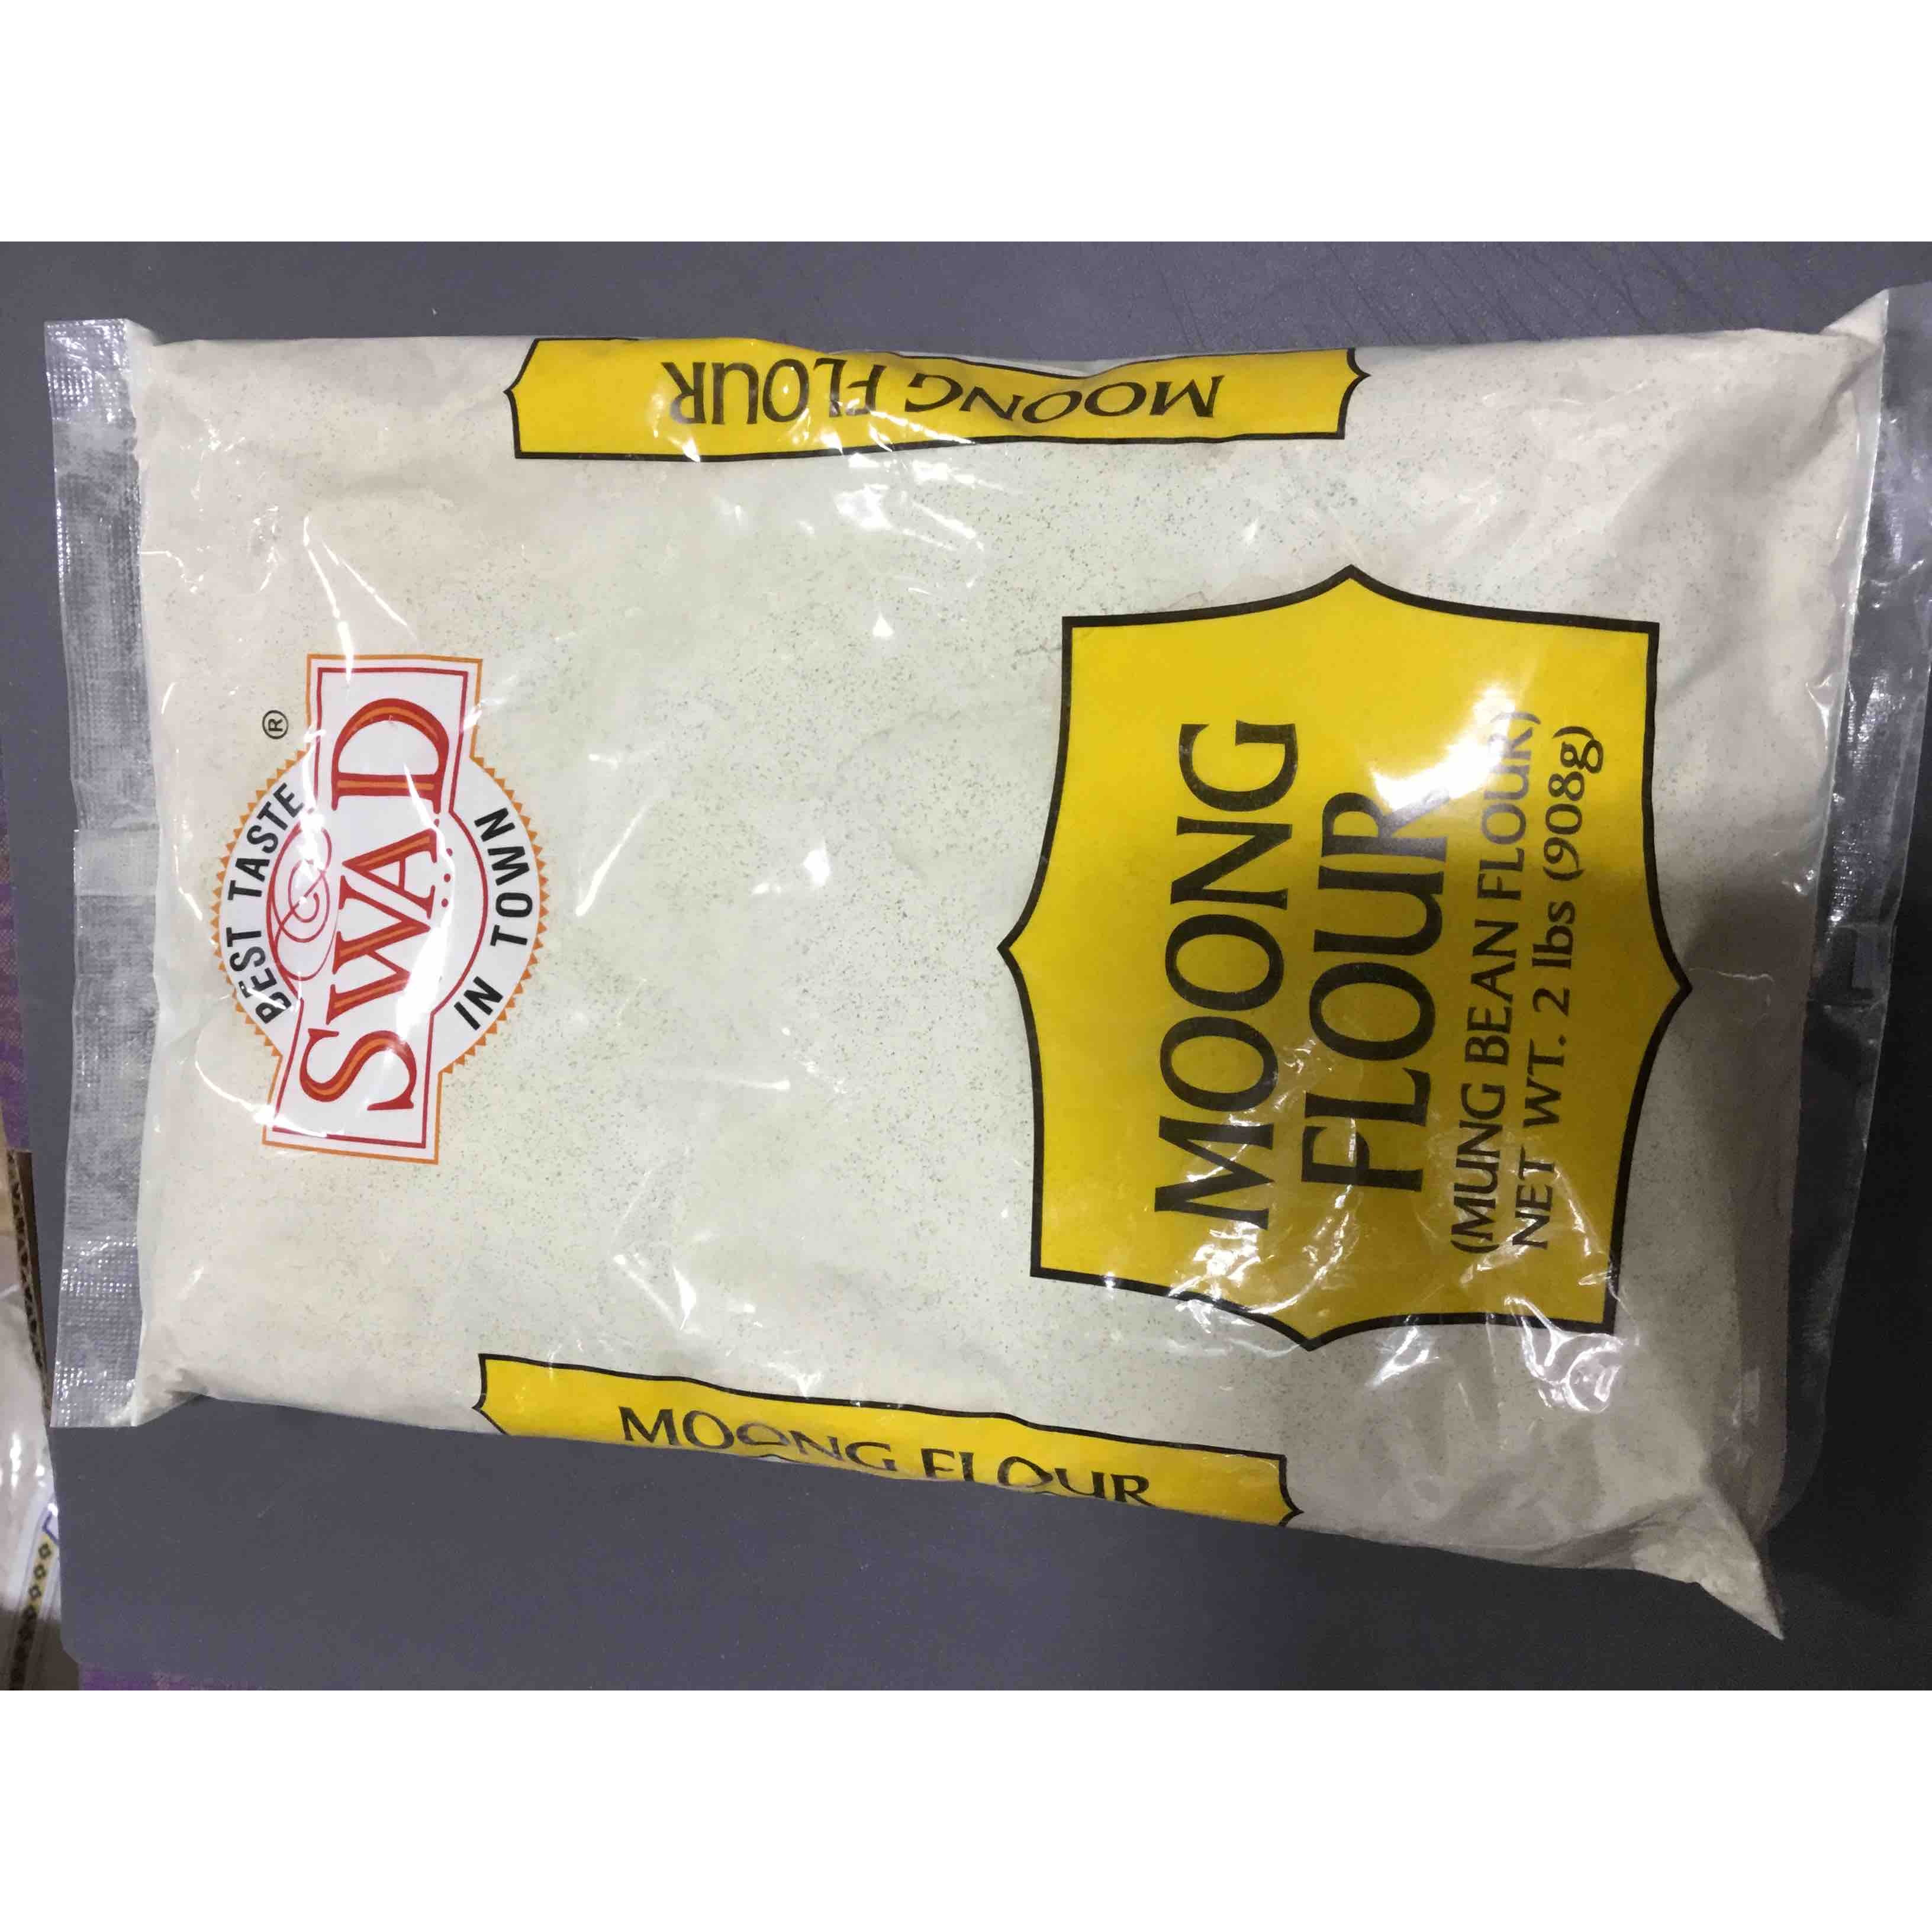 BEST TASTE
®
SWAD
IN TOWN
MOONG
FLOUR
(MUNG BEAN FLOUR)
NET WT. 2 lbs (908g)
MOONG FLOUR
MOONG FLOUR